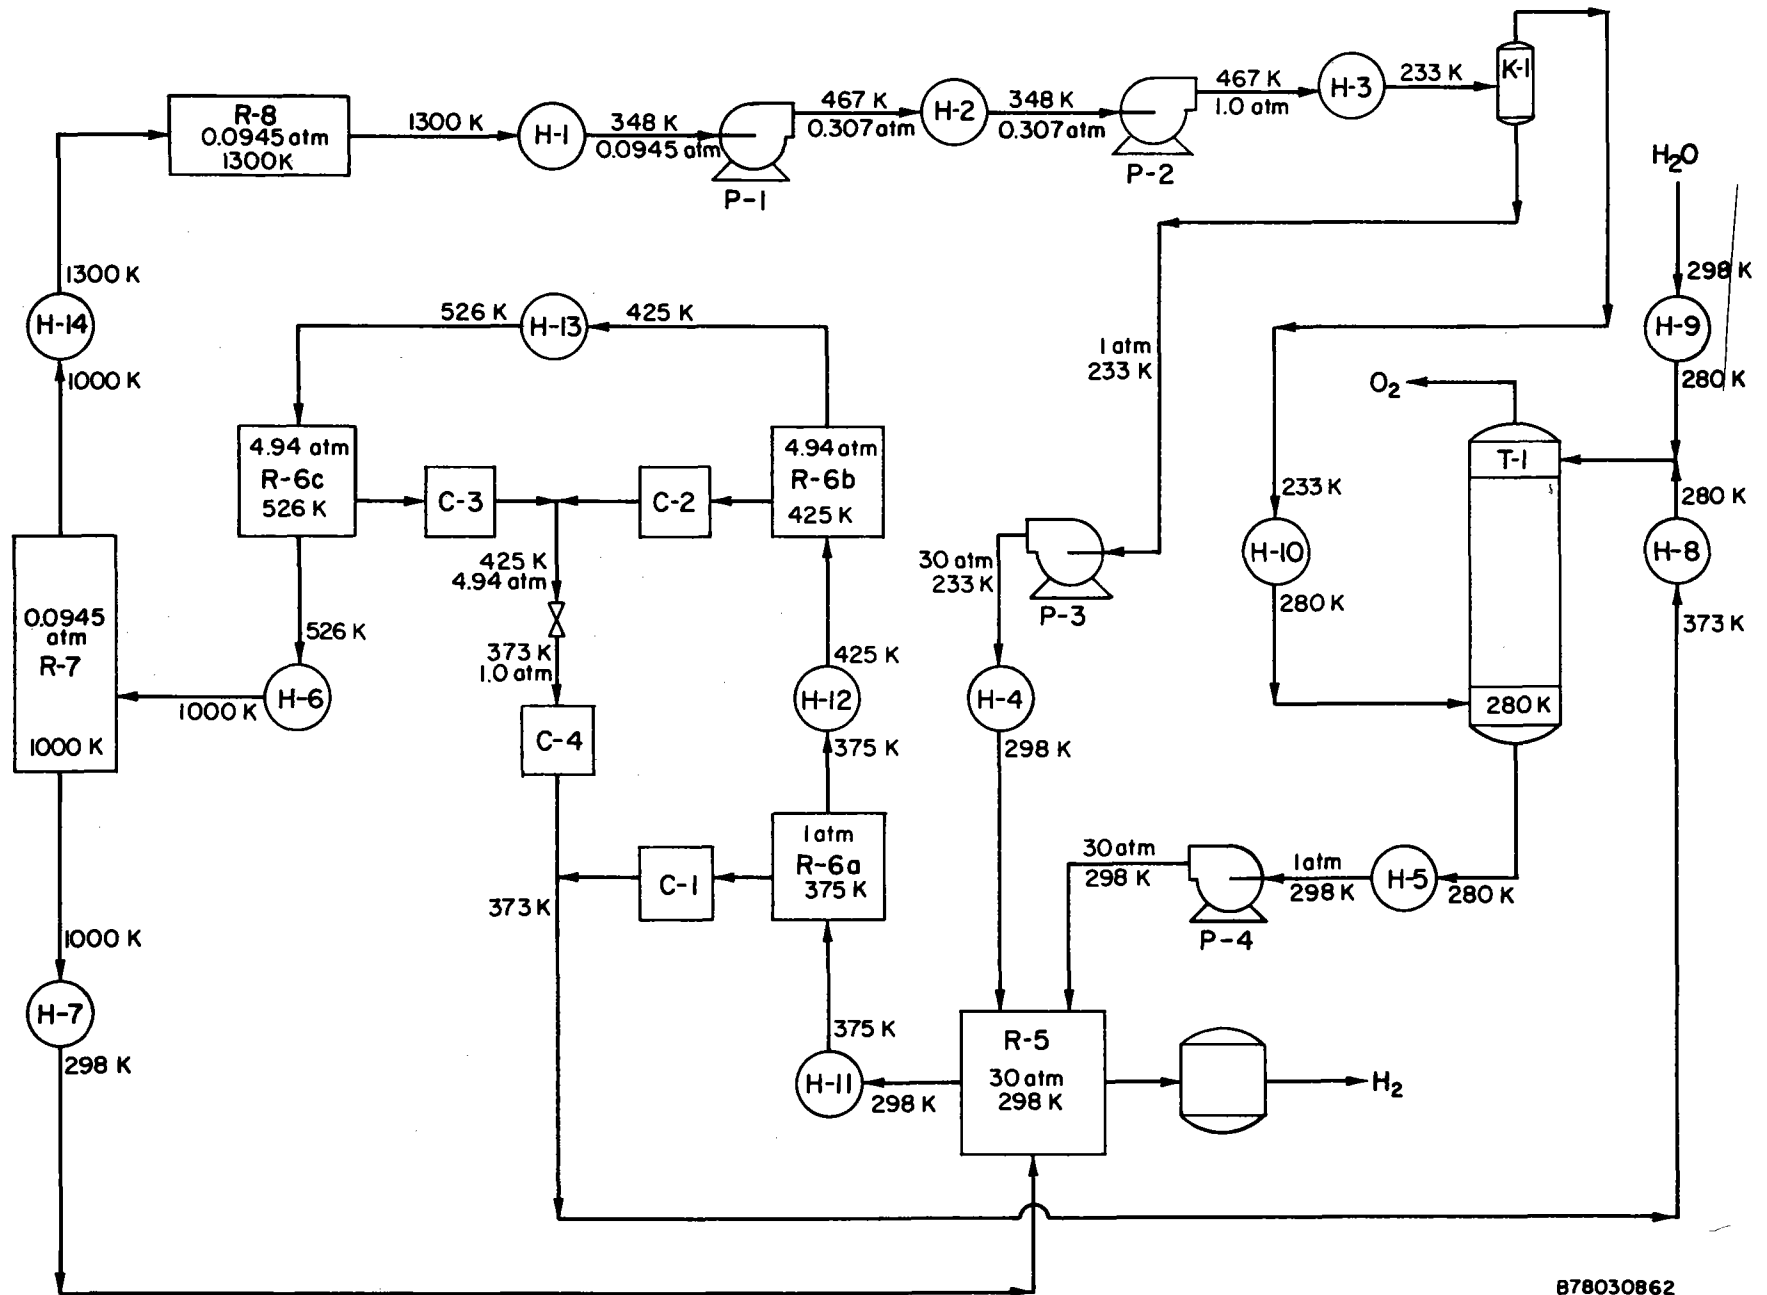 R-8
0.0945 atm
1300K
1300 K
H-1
348 K
0.0945 atm
P-1
467 K
0.307 atm
H-2
348 K
0.307 atm
P-2
467 K
1.0 atm
H-3
233 K
K-1
H₂O
298 K
H-9
280 K
1300 K
H-14
1000 K
526 K
H-13
425 K
1 atm
233 K
O₂
T-1
280 K
280 K
H-8
373 K
4.94 atm
R-6c
526 K
C-3
C-2
4.94 atm
R-6b
425 K
425 K
4.94 atm
373 K
1.0 atm
C-4
233 K
H-10
280 K
30 atm
233 K
P-3
0.0945
atm
R-7
1000 K
526 K
H-6
1000 K
425 K
H-12
375 K
H-4
298 K
1 atm
R-6a
375 K
C-1
373 K
30 atm
298 K
P-4
1 atm
298 K
H-5
280 K
1000 K
H-7
298 K
375 K
H-11
298 K
R-5
30 atm
298 K
H₂
878030862